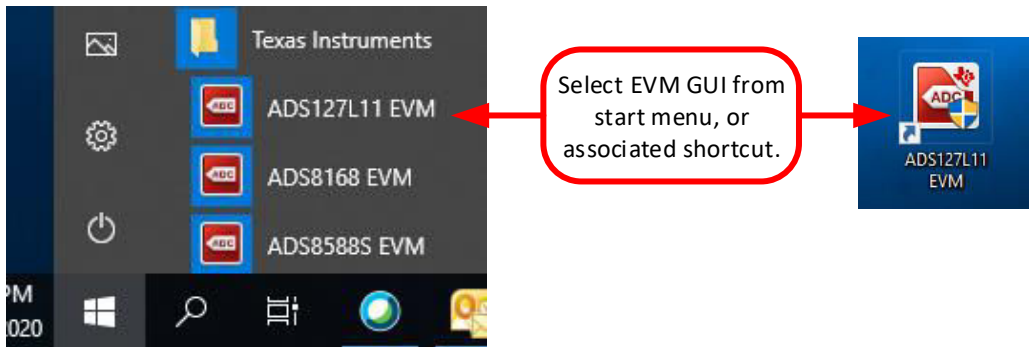 Texas Instruments
ADC
ADS127L11 EVM
ADC
ADS8168 EVM
ADC
ADS8588S EVM
PM
2020
Select EVM GUI from
start menu, or
associated shortcut.
ADC
ADS127L11
EVM